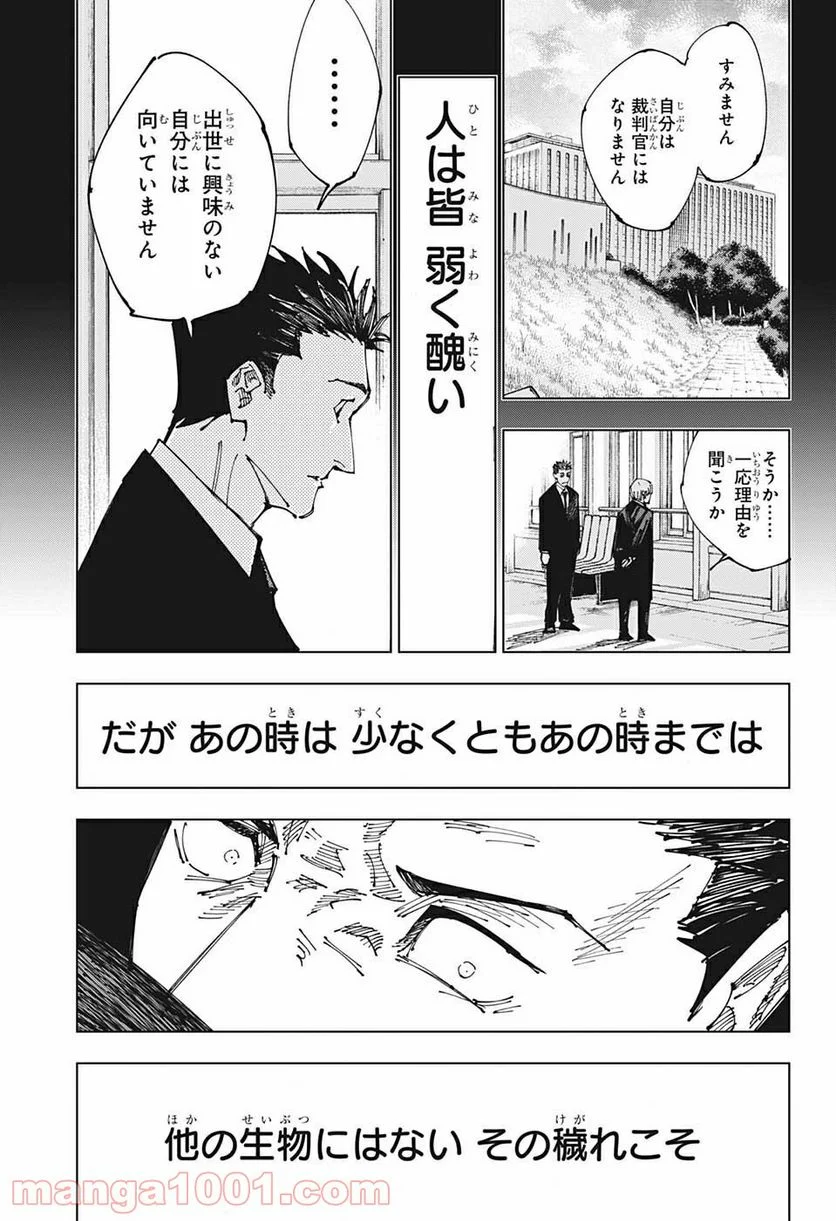 すみません
自分は
裁判官には
なりません
そうか……
一応理由を
聞こうか
人は皆 弱く醜い
……
出世に興味のない
自分には
向いていません
だが あの時は 少なくともあの時までは
他の生物にはない その穢れこそ
manga1001.com